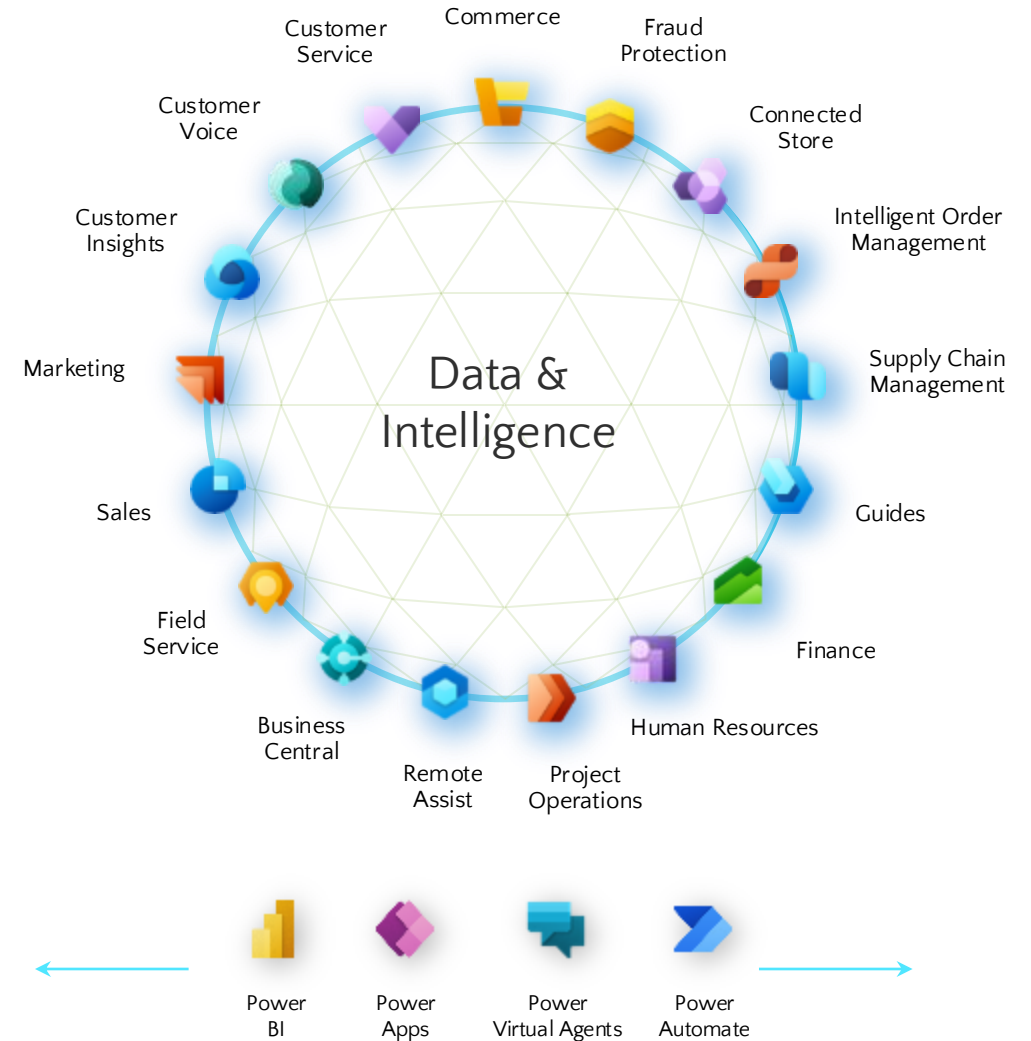 Commerce
Customer
Service
Fraud
Protection
Customer
Voice
Connected
Store
Customer
Insights
Intelligent Order
Management
Marketing
Data &
Intelligence
Supply Chain
Management
Sales
Guides
Field
Service
Finance
Business
Central
Human Resources
Remote
Assist
Project
Operations
Power
BI
Power
Apps
Power
Virtual Agents
Power
Automate